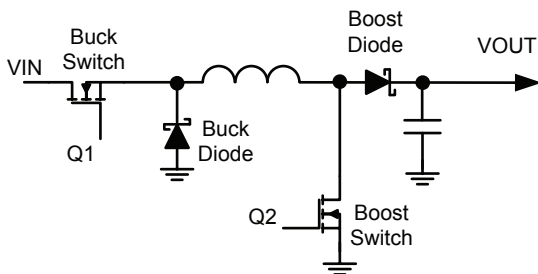 Buck
Switch
VIN
Q1
Buck
Diode
Boost
Diode
VOUT
Q2
Boost
Switch